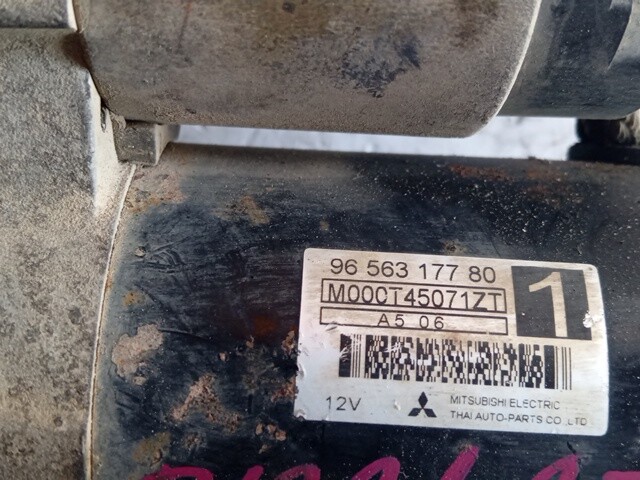 96 563 177 80
1
M000T45071ZT
A5 06
12V
MITSUBISHI ELECTRIC
THAI AUTO-PARTS CO.,LTD